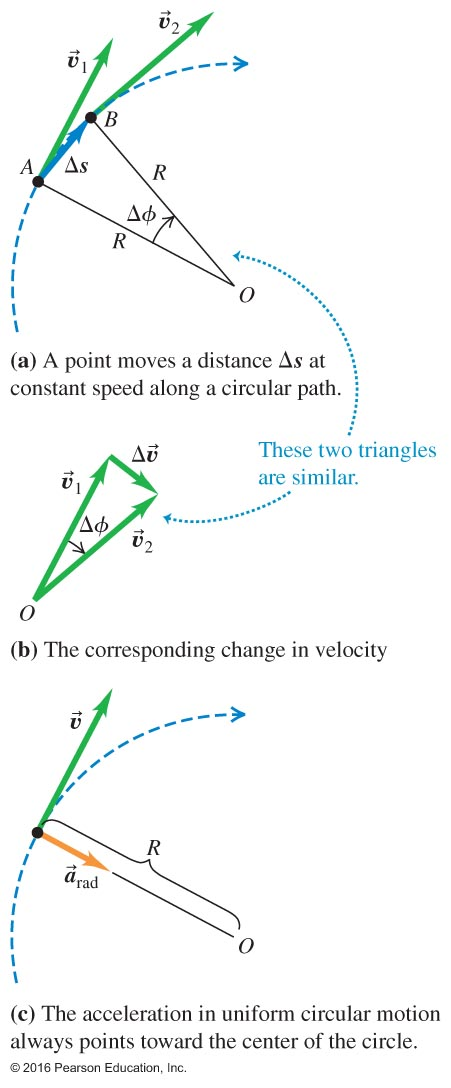 v⃗₁
v⃗₂
A
B
Δs
R
Δϕ
R
O
(a) A point moves a distance Δs at
constant speed along a circular path.
These two triangles
are similar.
v⃗₁
Δv⃗
Δϕ
v⃗₂
O
(b) The corresponding change in velocity
v⃗
R
a⃗rad
O
(c) The acceleration in uniform circular motion
always points toward the center of the circle.
© 2016 Pearson Education, Inc.